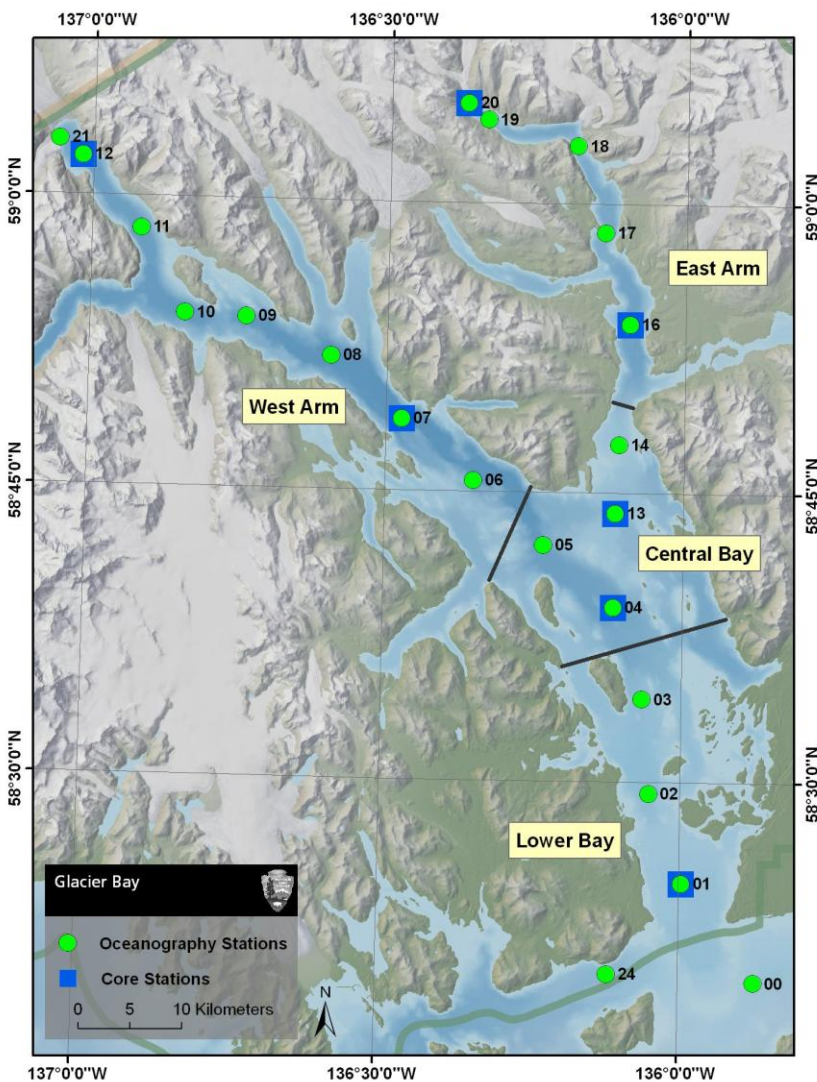 137°0'0"W
136°30'0"W
136°0'0"W
20
19
21
12
18
59°0'0"N
59°0'0"N
11
17
East Arm
10
09
16
08
West Arm
07
14
58°45'0"N
06
58°45'0"N
13
05
Central Bay
04
03
58°30'0"N
02
58°30'0"N
Lower Bay
01
Glacier Bay
Oceanography Stations
Core Stations
0 5 10 Kilometers
N
24
00
137°0'0"W
136°30'0"W
136°0'0"W